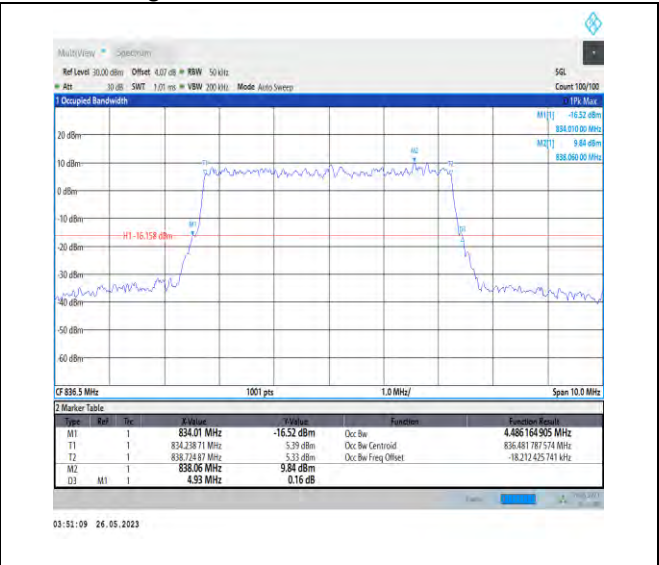 MultiView Spectrum
Ref Level 30.00 dBm Offset 4.07 dB RBW 50 kHz SGL
Att 30 dB SWT 1.01 ms VBW 200 kHz Mode Auto Sweep Count 100/100
1 Occupied Bandwidth 1Pk Max
M1[1] -16.52 dBm
834.010 00 MHz
M2[1] 9.84 dBm
838.060 00 MHz
20 dBm
10 dBm
0 dBm
-10 dBm
-20 dBm
-30 dBm
-40 dBm
-50 dBm
-60 dBm
T1
M2
T2
M1
H1 -16.158 dBm
D3
CF 836.5 MHz 1001 pts 1.0 MHz/ Span 10.0 MHz
2 Marker Table
Type Ref Trc X-Value Y-Value Function Function Result
M1 1 834.01 MHz -16.52 dBm Occ Bw 4.486 164 905 MHz
T1 1 834.238 71 MHz 5.39 dBm Occ Bw Centroid 836.481 787 574 MHz
T2 1 838.724 87 MHz 5.33 dBm Occ Bw Freq Offset -18.212 425 741 kHz
M2 1 838.06 MHz 9.84 dBm
D3 M1 1 4.93 MHz 0.16 dB
03:51:09 26.05.2023